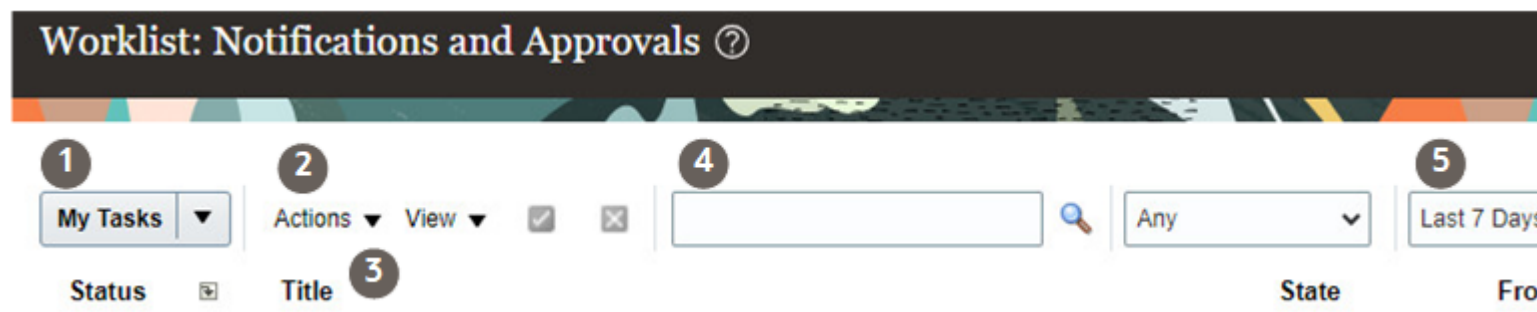 Worklist: Notifications and Approvals ?
1 2 4 5
My Tasks Actions View Any Last 7 Days
3
Status Title State Fro